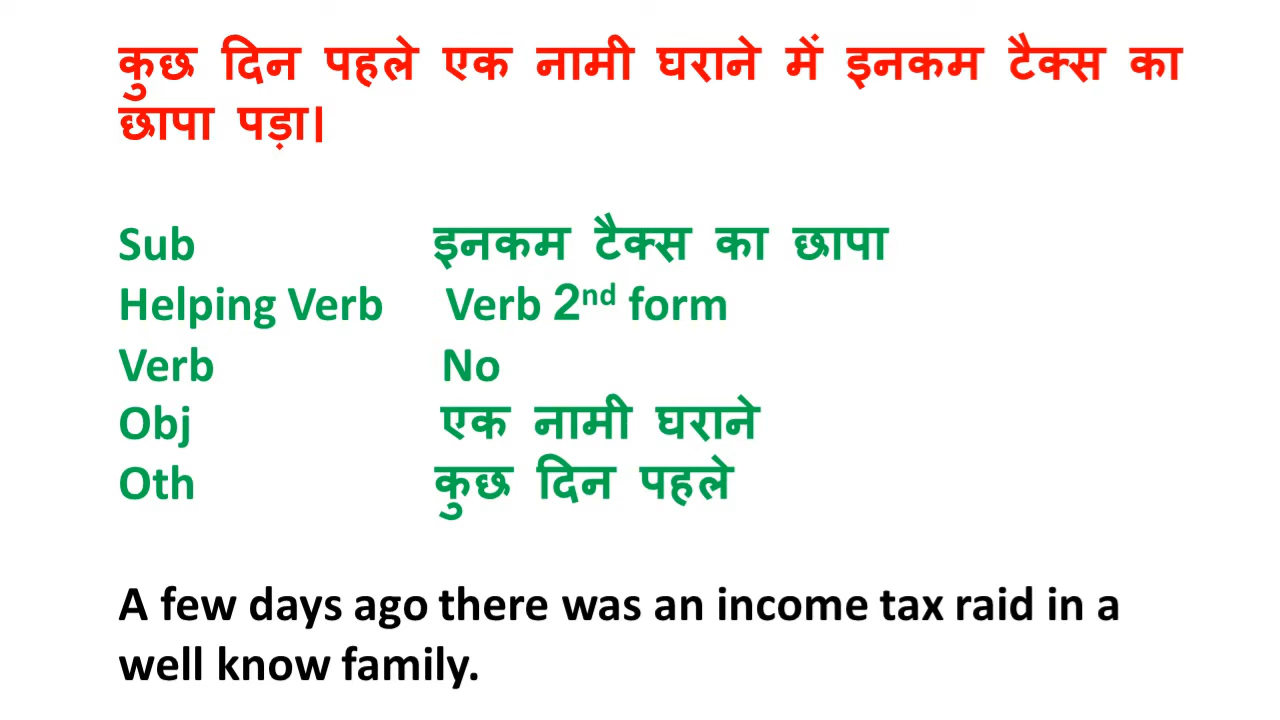 कुछ दिन पहले एक नामी घराने में इनकम टैक्स का
छापा पड़ा।
Sub इनकम टैक्स का छापा
Helping Verb Verb 2nd form
Verb No
Obj एक नामी घराने
Oth कुछ दिन पहले
A few days ago there was an income tax raid in a
well know family.